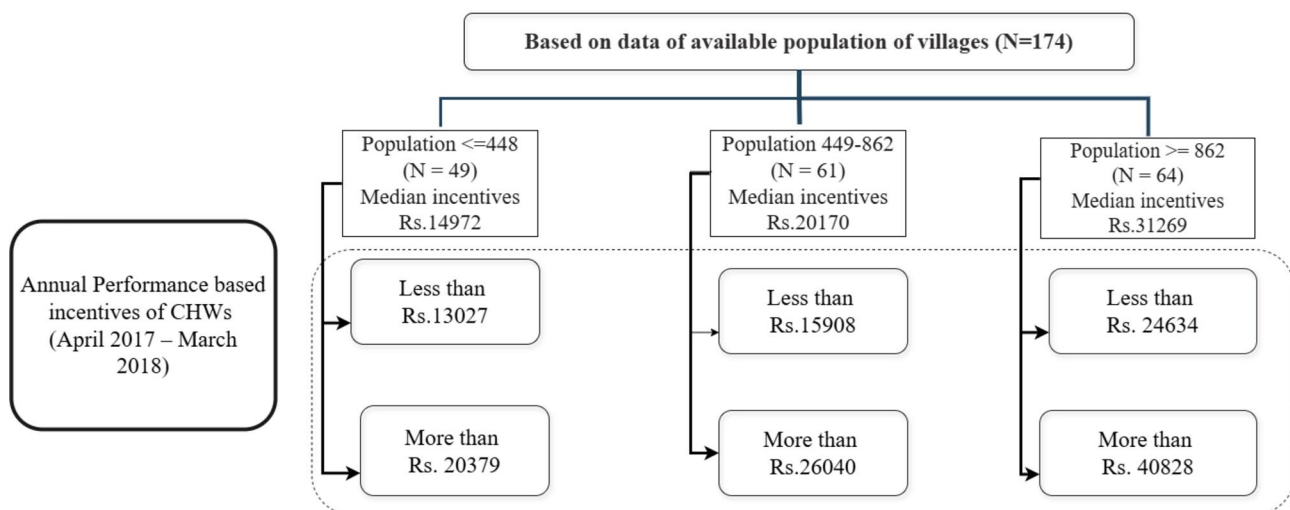 Based on data of available population of villages (N=174)
Population <=448
(N = 49)
Median incentives
Rs.14972
Population 449-862
(N = 61)
Median incentives
Rs.20170
Population >= 862
(N = 64)
Median incentives
Rs.31269
Annual Performance based
incentives of CHWs
(April 2017 – March
2018)
Less than
Rs.13027
Less than
Rs.15908
Less than
Rs. 24634
More than
Rs. 20379
More than
Rs.26040
More than
Rs. 40828